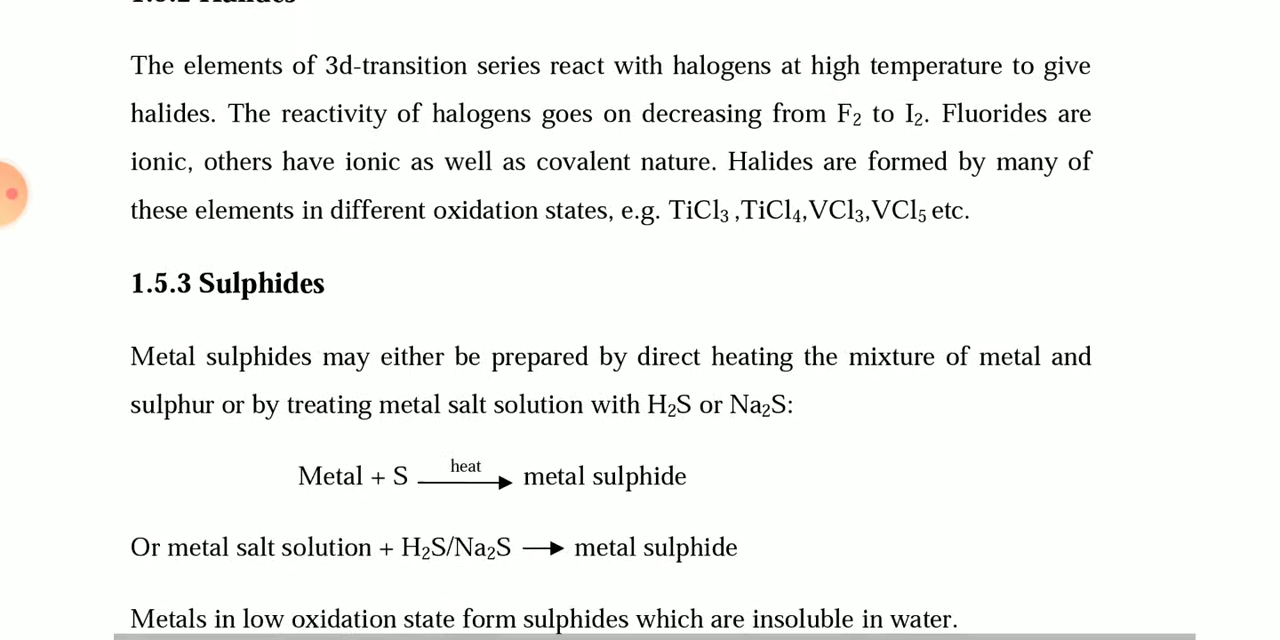 1.5.2 Halides
The elements of 3d-transition series react with halogens at high temperature to give
halides. The reactivity of halogens goes on decreasing from F₂ to I₂. Fluorides are
ionic, others have ionic as well as covalent nature. Halides are formed by many of
these elements in different oxidation states, e.g. TiCl₃ ,TiCl₄,VCl₃,VCl₅ etc.
1.5.3 Sulphides
Metal sulphides may either be prepared by direct heating the mixture of metal and
sulphur or by treating metal salt solution with H₂S or Na₂S:
heat
Metal + S ⟶ metal sulphide
Or metal salt solution + H₂S/Na₂S ⟶ metal sulphide
Metals in low oxidation state form sulphides which are insoluble in water.